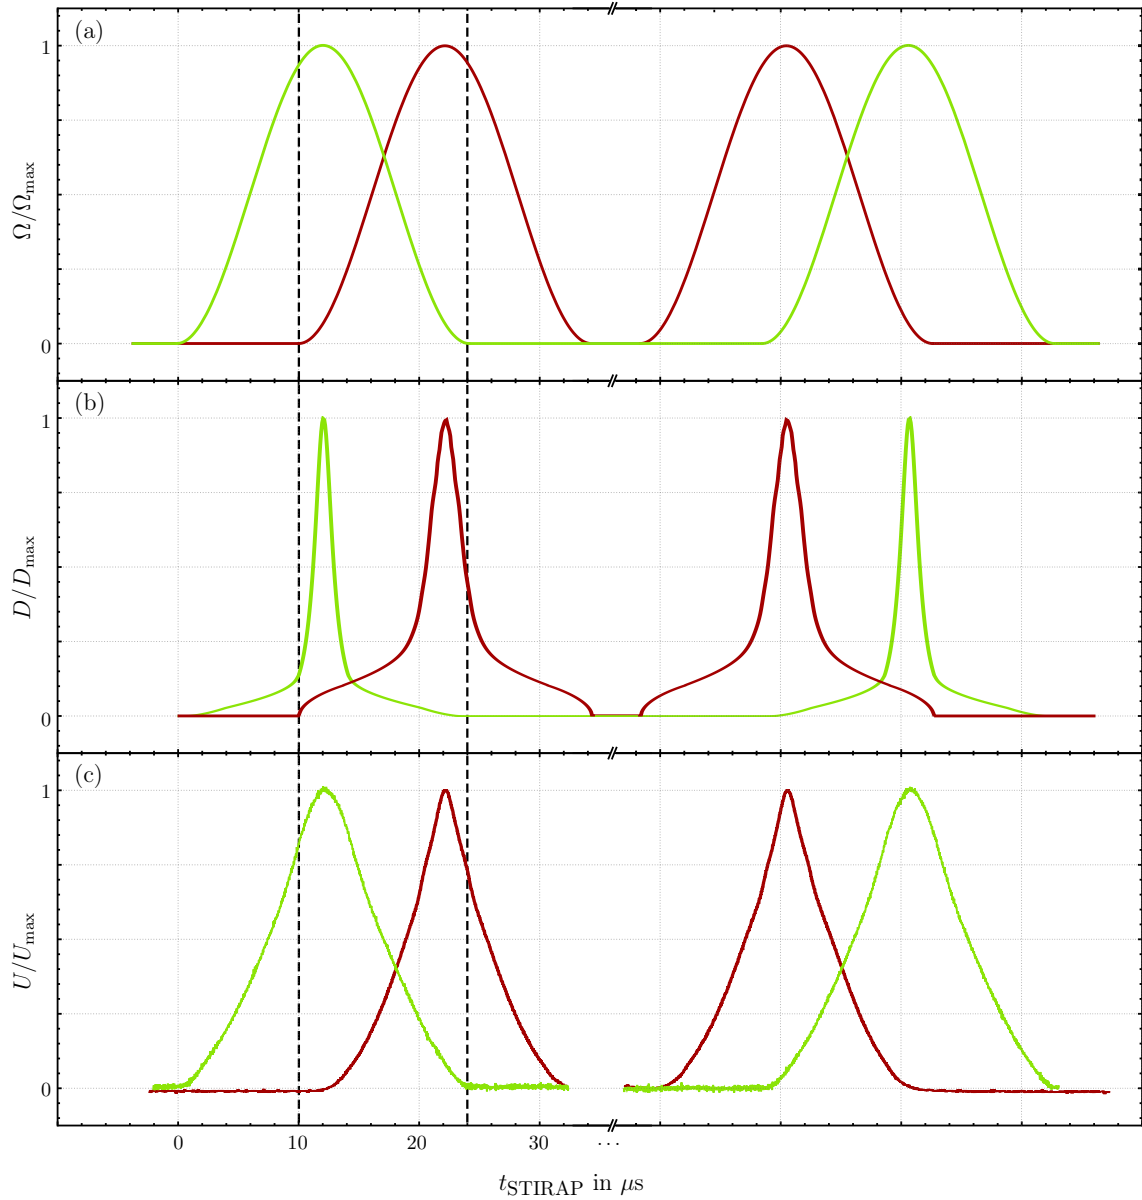 (a)
1
0
Ω/Ω_max
(b)
1
0
D/D_max
(c)
1
0
U/U_max
0 10 20 30 ...
t_STIRAP in μs